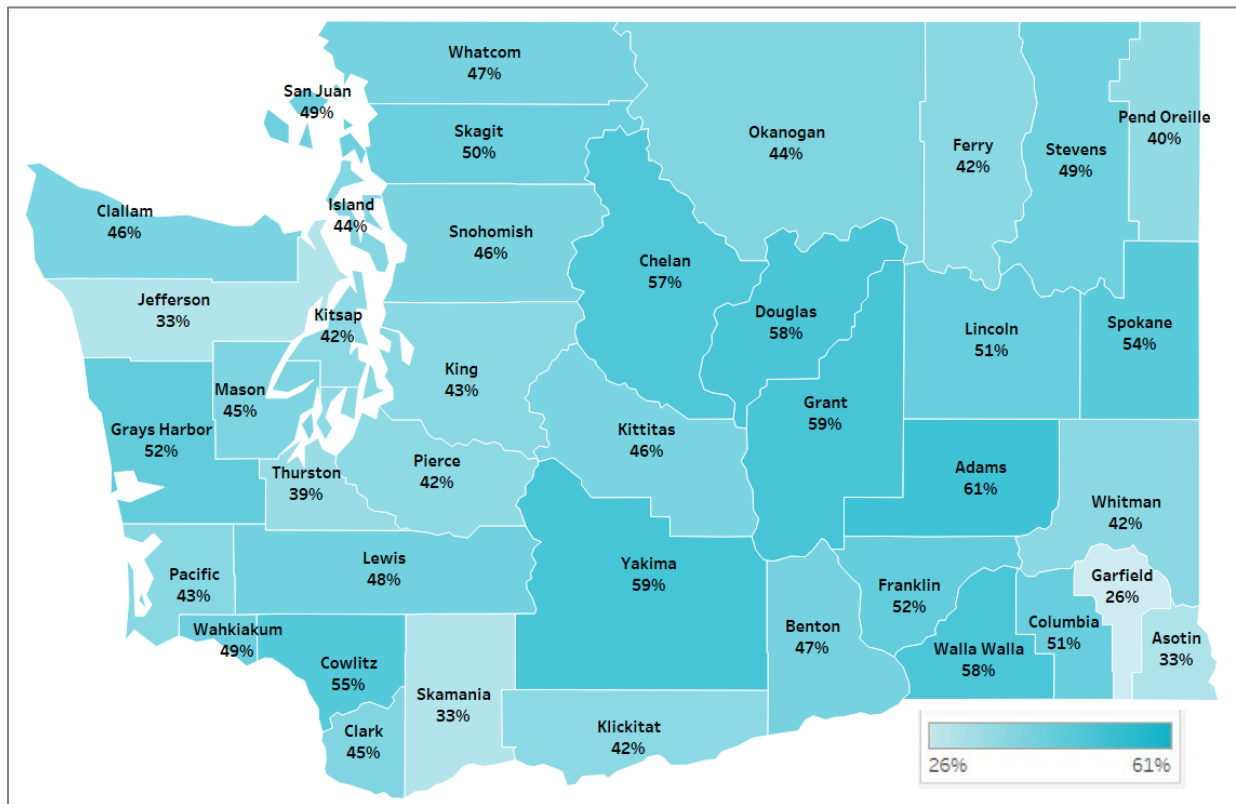 Whatcom
47%
San Juan
49%
Skagit
50%
Okanogan
44%
Ferry
42%
Stevens
49%
Pend Oreille
40%
Clallam
46%
Island
44%
Snohomish
46%
Chelan
57%
Douglas
58%
Jefferson
33%
Kitsap
42%
King
43%
Lincoln
51%
Spokane
54%
Mason
45%
Grays Harbor
52%
Grant
59%
Kittitas
46%
Thurston
39%
Pierce
42%
Adams
61%
Whitman
42%
Pacific
43%
Lewis
48%
Yakima
59%
Franklin
52%
Garfield
26%
Wahkiakum
49%
Benton
47%
Columbia
51%
Asotin
33%
Cowlitz
55%
Walla Walla
58%
Skamania
33%
Clark
45%
Klickitat
42%
26%
61%